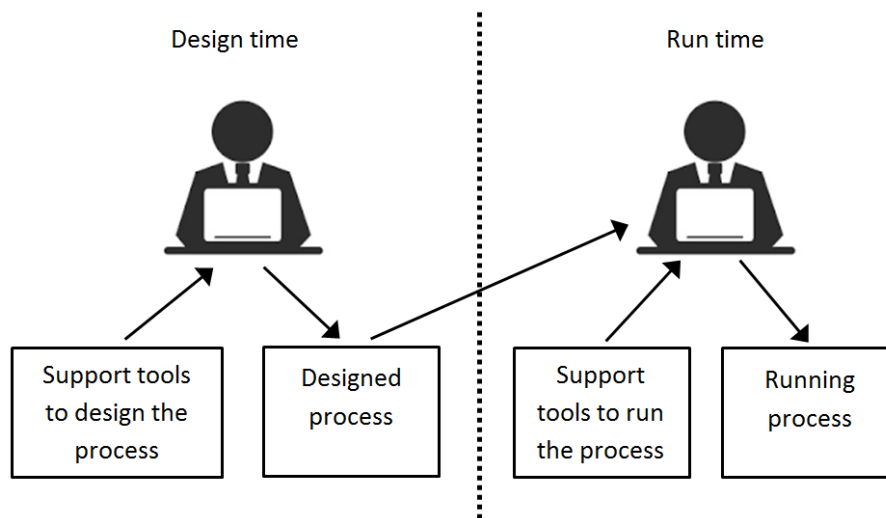 Design time
Run time
Support tools
to design the
process
Designed
process
Support
tools to run
the process
Running
process